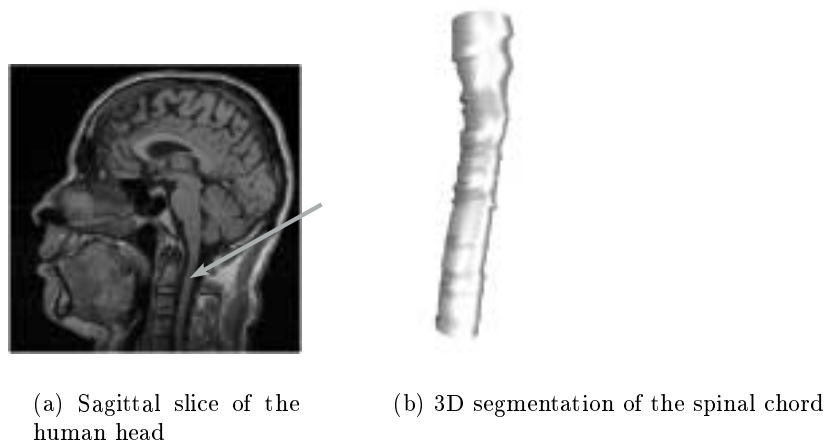 (a) Sagittal slice of the
human head
(b) 3D segmentation of the spinal chord